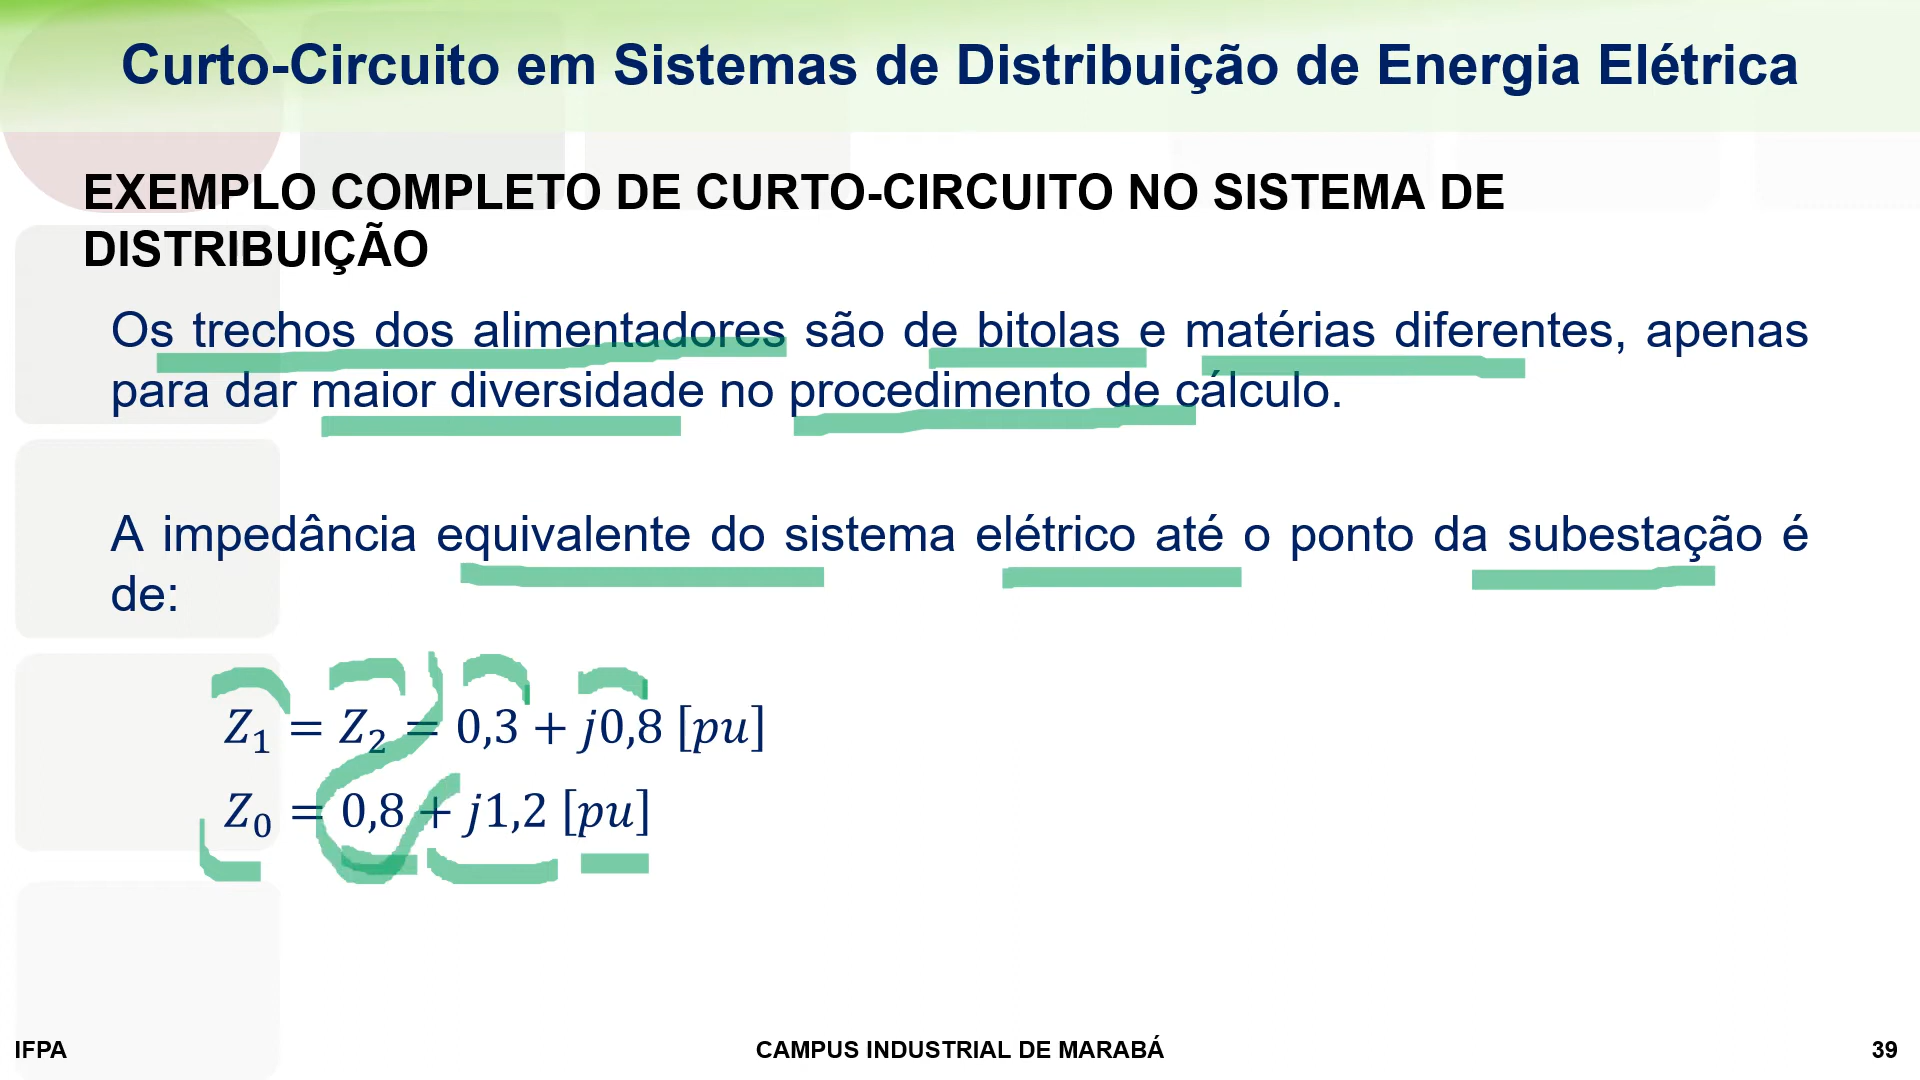 Curto-Circuito em Sistemas de Distribuição de Energia Elétrica
EXEMPLO COMPLETO DE CURTO-CIRCUITO NO SISTEMA DE
DISTRIBUIÇÃO
Os trechos dos alimentadores são de bitolas e matérias diferentes, apenas
para dar maior diversidade no procedimento de cálculo.
A impedância equivalente do sistema elétrico até o ponto da subestação é
de:
Z₁ = Z₂ = 0,3 + j0,8 [pu]
Z₀ = 0,8 + j1,2 [pu]
IFPA CAMPUS INDUSTRIAL DE MARABÁ 39